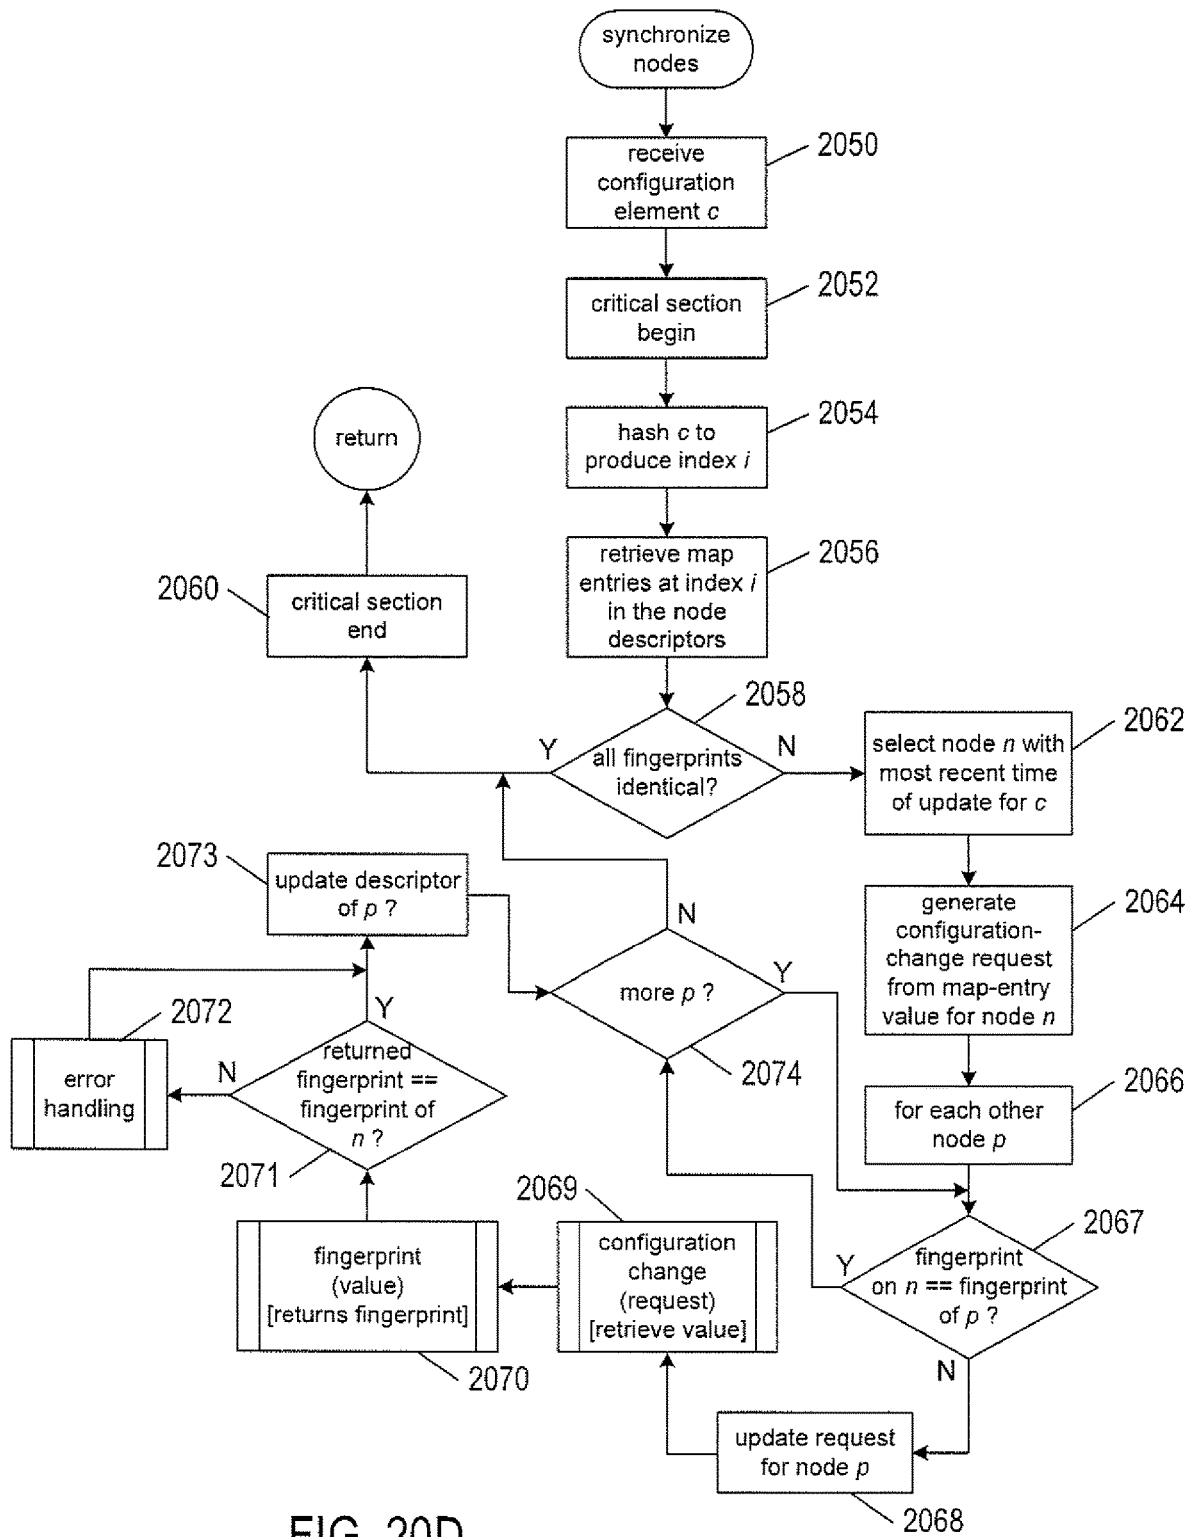 synchronize
nodes
2050
receive
configuration
element c
2052
critical section
begin
2054
hash c to
produce index i
return
2056
retrieve map
entries at index i
in the node
descriptors
2060
critical section
end
2058
Y
N
all fingerprints
identical?
2062
select node n with
most recent time
of update for c
2073
update descriptor
of p ?
2064
generate
configuration-
change request
from map-entry
value for node n
N
Y
more p ?
2074
2072
Y
N
error
handling
returned
fingerprint ==
fingerprint of
n ?
2071
2066
for each other
node p
2069
configuration
change
(request)
[retrieve value]
fingerprint
(value)
[returns fingerprint]
2070
2067
Y
fingerprint
on n == fingerprint
of p ?
N
update request
for node p
2068
FIG. 20D